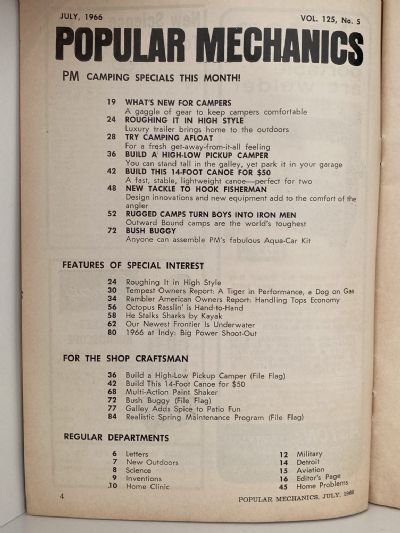 JULY, 1966 VOL. 125, No. 5
POPULAR MECHANICS
PM CAMPING SPECIALS THIS MONTH!
19 WHAT'S NEW FOR CAMPERS
A gaggle of gear to keep campers comfortable
24 ROUGHING IT IN HIGH STYLE
Luxury trailer brings home to the outdoors
28 TRY CAMPING AFLOAT
For a fresh get-away-from-it-all feeling
36 BUILD A HIGH-LOW PICKUP CAMPER
You can stand tall in the galley, yet park it in your garage
42 BUILD THIS 14-FOOT CANOE FOR $50
A fast, stable, lightweight canoe—perfect for two
48 NEW TACKLE TO HOOK FISHERMAN
Design innovations and new equipment add to the comfort of the
angler
52 RUGGED CAMPS TURN BOYS INTO IRON MEN
Outward Bound camps are the world's toughest
72 BUSH BUGGY
Anyone can assemble PM's fabulous Aqua-Car Kit
FEATURES OF SPECIAL INTEREST
24 Roughing It in High Style
30 Tempest Owners Report: A Tiger in Performance, a Dog on Gas
34 Rambler American Owners Report: Handling Tops Economy
56 Octopus Rasslin' is Hand-to-Hand
58 He Stalks Sharks by Kayak
62 Our Newest Frontier Is Underwater
80 1966 at Indy: Big Power Shoot-Out
FOR THE SHOP CRAFTSMAN
36 Build a High-Low Pickup Camper (File Flag)
42 Build This 14-Foot Canoe for $50
68 Multi-Action Paint Shaker
72 Bush Buggy (File Flag)
77 Galley Adds Spice to Patio Fun
84 Realistic Spring Maintenance Program (File Flag)
REGULAR DEPARTMENTS
6 Letters
7 New Outdoors
8 Science
9 Inventions
10 Home Clinic
12 Military
14 Detroit
15 Aviation
16 Editor's Page
45 Home Problems
4 POPULAR MECHANICS, JULY, 1966